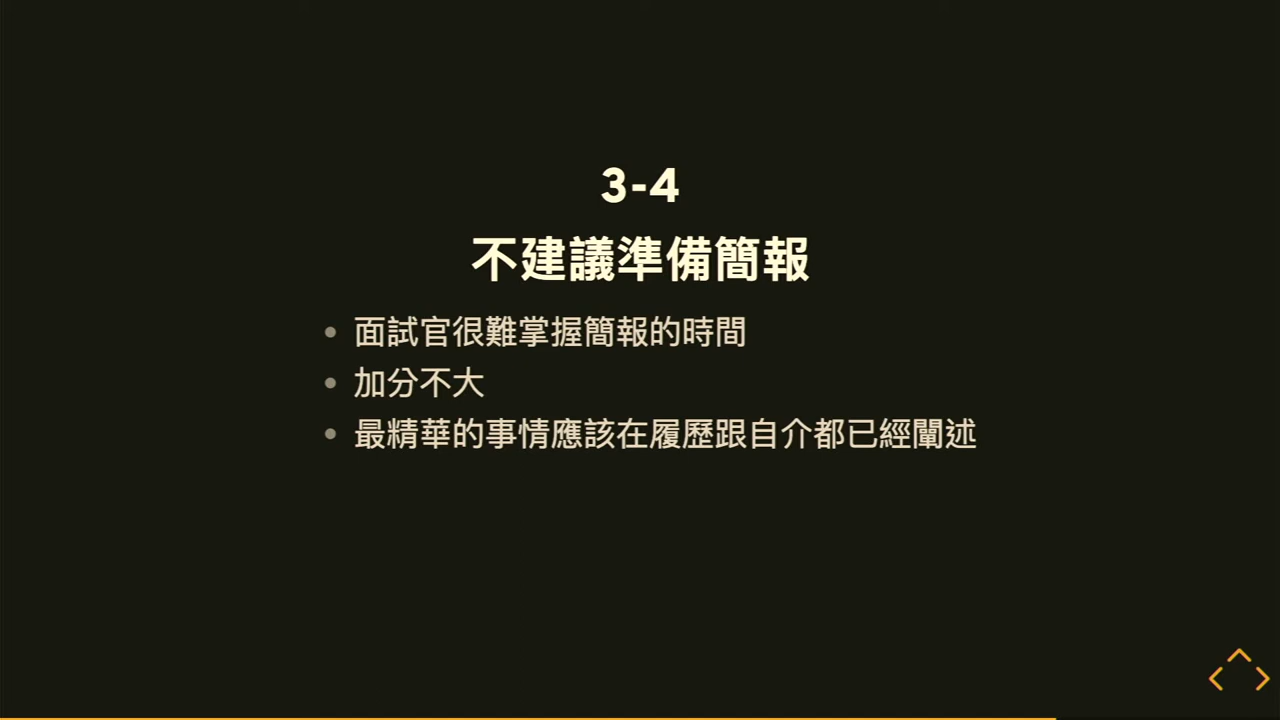 3-4
不建議準備簡報
面試官很難掌握簡報的時間
加分不大
最精華的事情應該在履歷跟自介都已經闡述